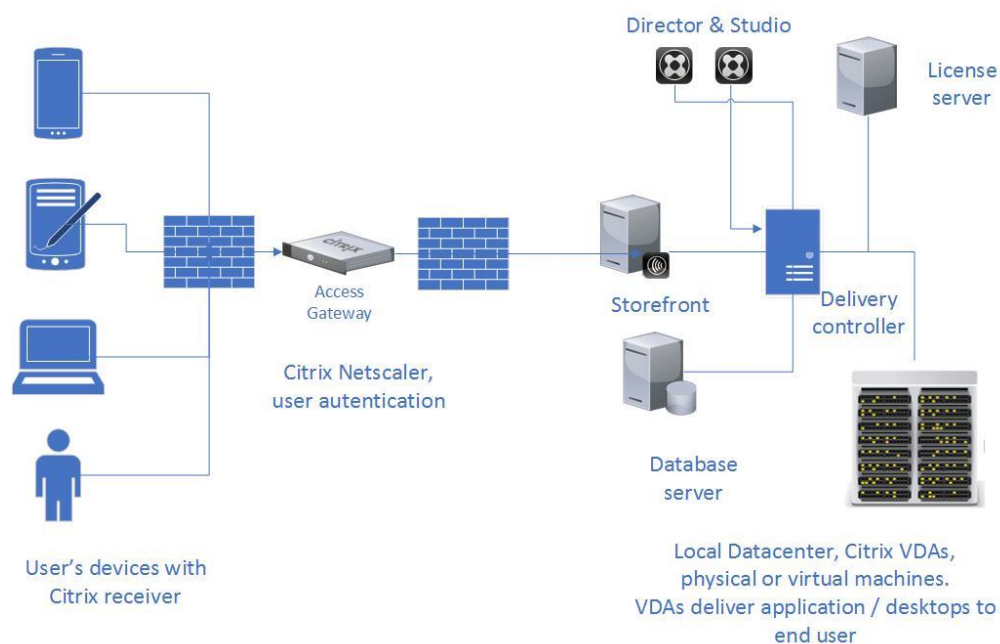 Director & Studio
License
server
citrix
Access
Gateway
Storefront
Delivery
controller
Citrix Netscaler,
user autentication
Database
server
User's devices with
Citrix receiver
Local Datacenter, Citrix VDAs,
physical or virtual machines.
VDAs deliver application / desktops to
end user